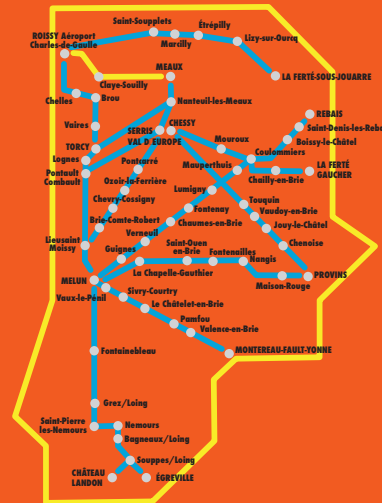 Saint-Soupplets
Étrépilly
ROISSY Aéroport
Charles-de-Gaulle
Marcilly
Lizy-sur-Ourcq
MEAUX
LA FERTÉ-SOUS-JOUARRE
Claye-Souilly
Chelles
Brou
Nanteuil-les-Meaux
REBAIS
Vaires
SERRIS
CHESSY
VAL D EUROPE
Saint-Denis-les-Reba
Boissy-le-Châtel
TORCY
Mouroux
Lognes
Pontcarré
Mauperthuis
Coulommiers
LA FERTÉ
GAUCHER
Pontault
Combault
Ozoir-la-Ferrière
Chailly-en-Brie
Lumigny
Chevry-Cossigny
Touquin
Fontenay
Vaudoy-en-Brie
Brie-Comte-Robert
Chaumes-en-Brie
Jouy-le-Châtel
Verneuil
Lieusaint
Moissy
Guignes
Saint-Ouen
en-Brie
Fontenailles
Chenoise
Nangis
La Chapelle-Gauthier
PROVINS
MELUN
Maison-Rouge
Vaux-le-Pénil
Sivry-Courtry
Le Châtelet-en-Brie
Pamfou
Valence-en-Brie
Fontainebleau
MONTEREAU-FAULT-YONNE
Grez/Loing
Saint-Pierre
les-Nemours
Nemours
Bagneaux/Loing
Souppes/Loing
CHÂTEAU
LANDON
ÉGREVILLE